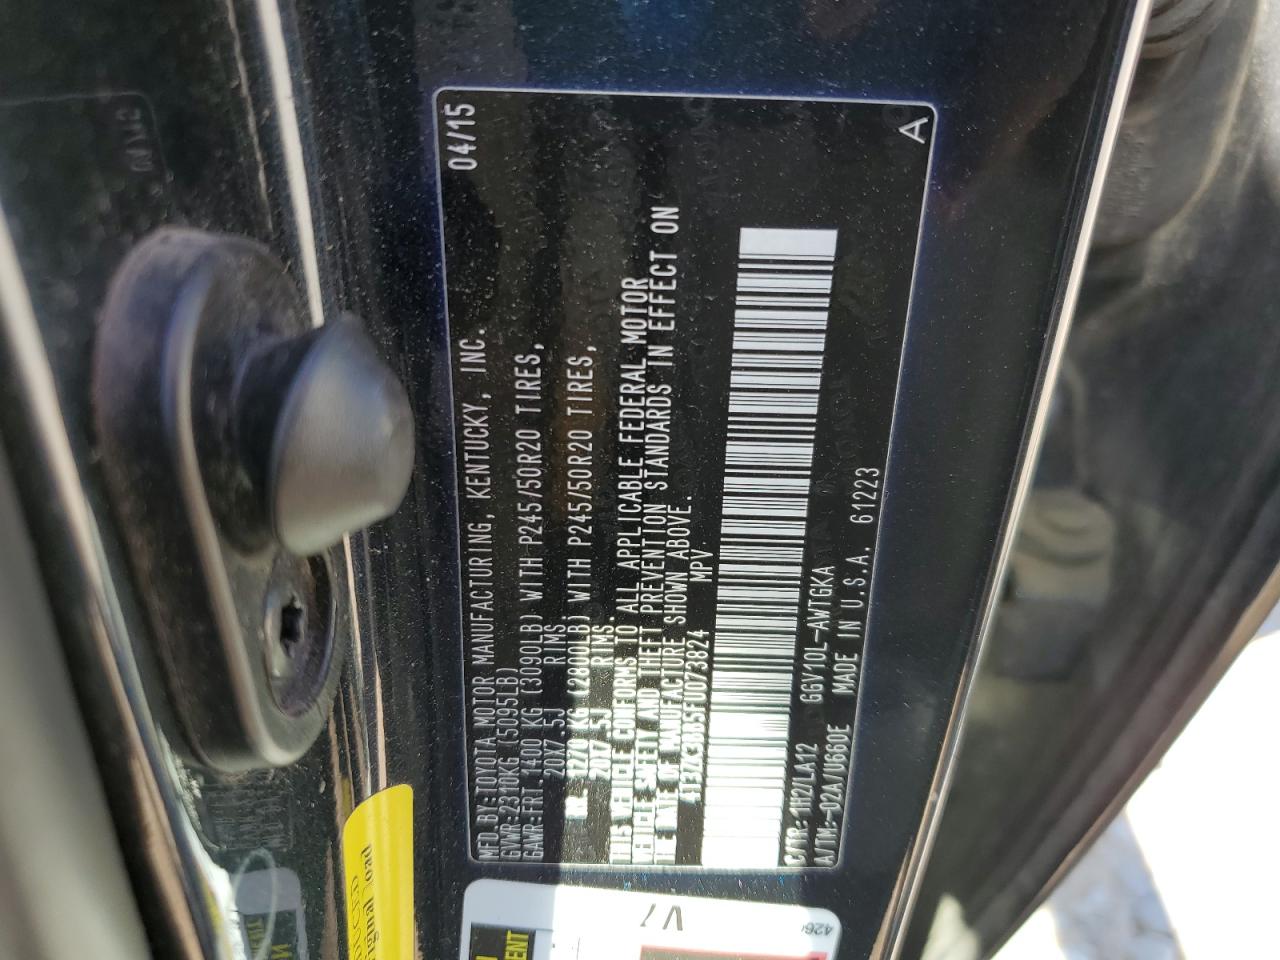 MFD.BY:TOYOTA MOTOR MANUFACTURING, KENTUCKY, INC. 04/15
GVWR:2310KG (5095LB)
GAWR:FRT.1400 KG (3090LB) WITH P245/50R20 TIRES,
20X7.5J RIMS
1270 KG (2800LB) WITH P245/50R20 TIRES,
20X7.5J RIMS.
THIS VEHICLE CONFORMS TO ALL APPLICABLE FEDERAL MOTOR
VEHICLE SAFETY AND THEFT PREVENTION STANDARDS IN EFFECT ON
THE DATE OF MANUFACTURE SHOWN ABOVE.
4T3ZK3BB5FU073824 MPV
C/TR:1H2/LA12 GGV10L-AWTGKA
A/TM:-02A/U660E MADE IN U.S.A. 61223 A
V7